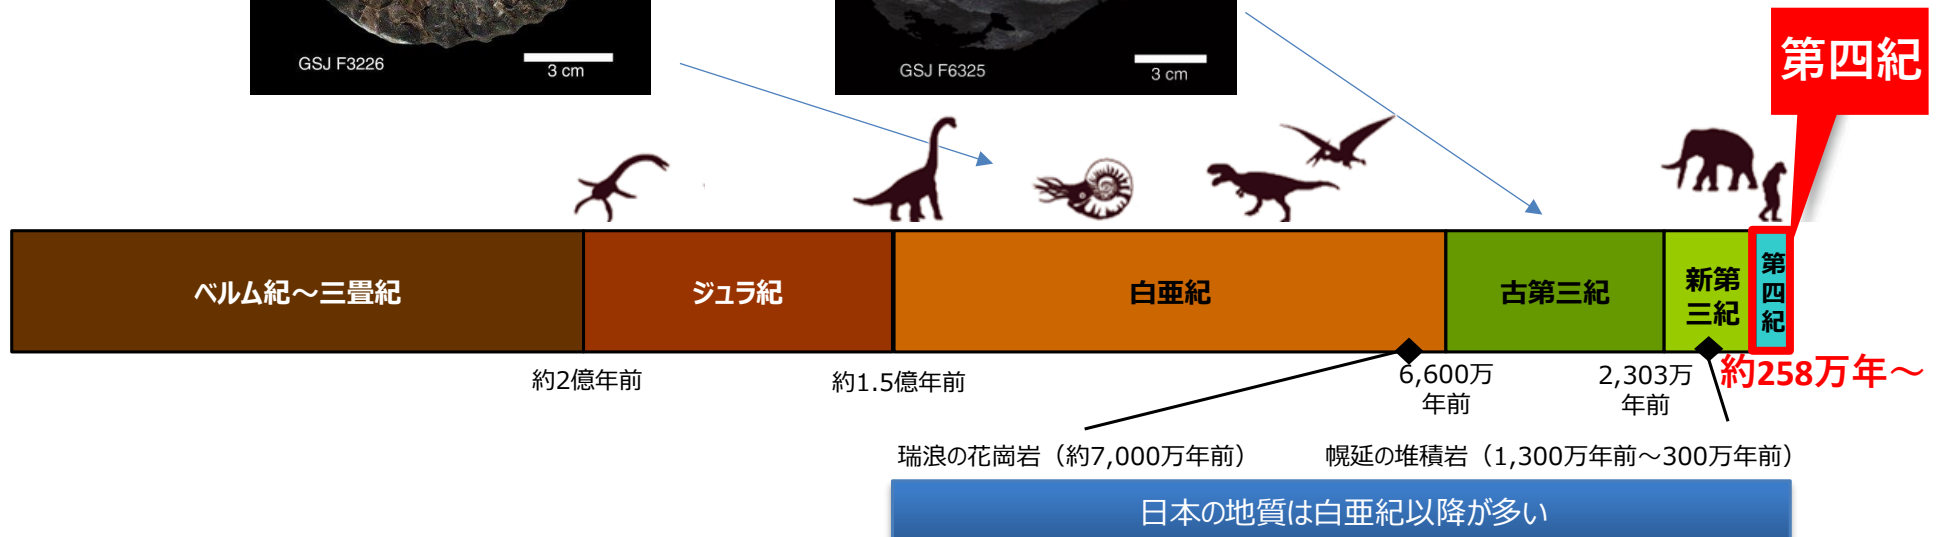 GSJ F3226
3 cm
GSJ F6325
3 cm
第四紀
ペルム紀～三畳紀
ジュラ紀
白亜紀
古第三紀
新第
三紀
第
四
紀
約2億年前
約1.5億年前
6,600万
年前
2,303万
年前
約258万年～
瑞浪の花崗岩（約7,000万年前）
幌延の堆積岩（1,300万年前～300万年前）
日本の地質は白亜紀以降が多い